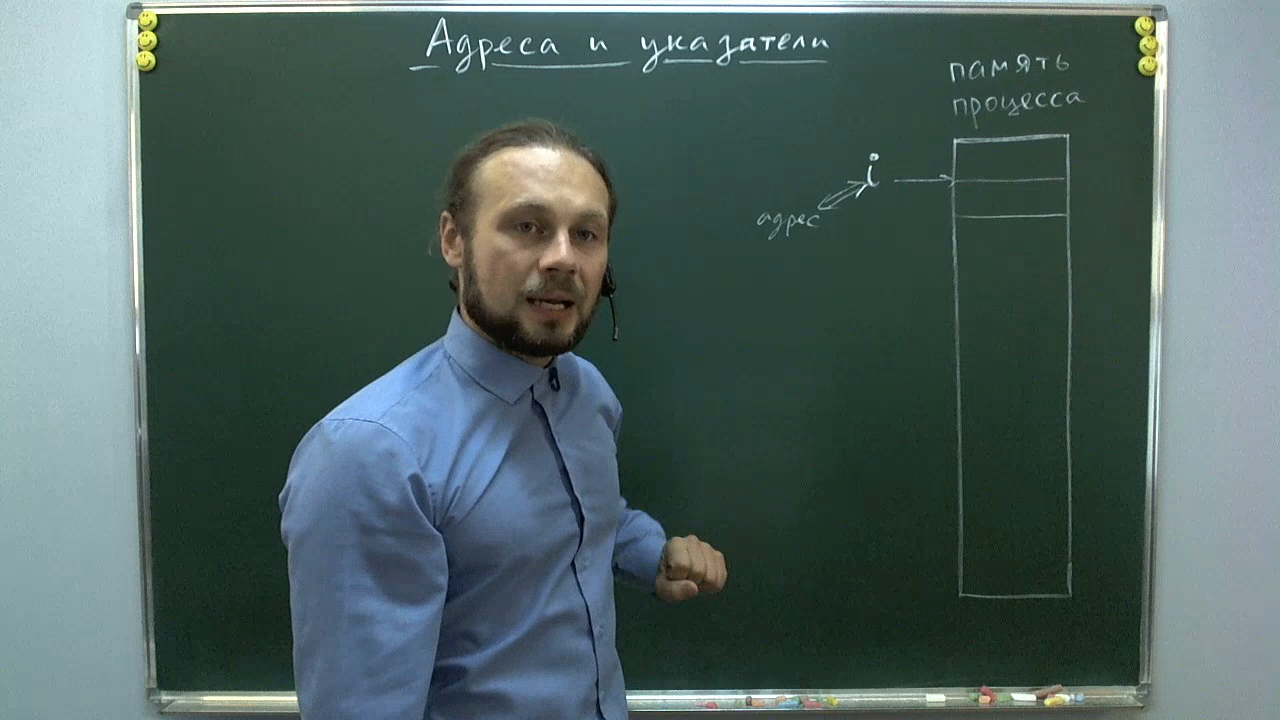 Адреса и указатели
память
процесса
i
адрес